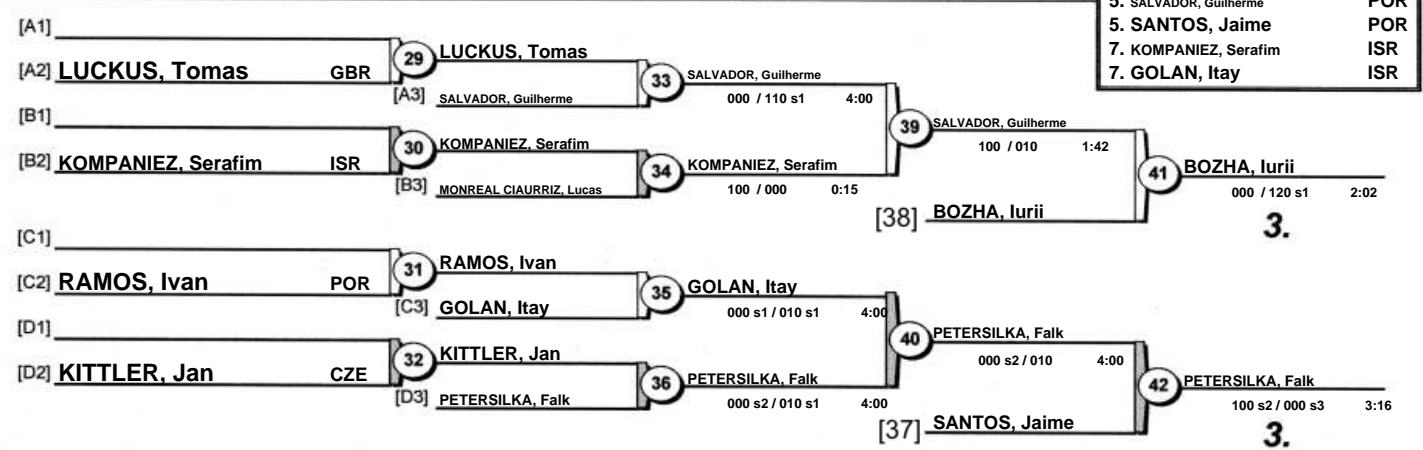 5. SALVADOR, Guilherme POR
5. SANTOS, Jaime POR
7. KOMPANIEZ, Serafim ISR
7. GOLAN, Itay ISR
[A1]
[A2] LUCKUS, Tomas GBR
29 LUCKUS, Tomas
[A3] SALVADOR, Guilherme
33 SALVADOR, Guilherme
000 / 110 s1 4:00
[B1]
[B2] KOMPANIEZ, Serafim ISR
30 KOMPANIEZ, Serafim
[B3] MONREAL CIAURRIZ, Lucas
34 KOMPANIEZ, Serafim
100 / 000 0:15
39 SALVADOR, Guilherme
100 / 010 1:42
[38] BOZHA, Iurii
41 BOZHA, Iurii
000 / 120 s1 2:02
3.
[C1]
[C2] RAMOS, Ivan POR
31 RAMOS, Ivan
[C3] GOLAN, Itay
35 GOLAN, Itay
000 s1 / 010 s1 4:00
[D1]
[D2] KITTLER, Jan CZE
32 KITTLER, Jan
[D3] PETERSILKA, Falk
36 PETERSILKA, Falk
000 s2 / 010 s1 4:00
40 PETERSILKA, Falk
000 s2 / 010 4:00
[37] SANTOS, Jaime
42 PETERSILKA, Falk
100 s2 / 000 s3 3:16
3.